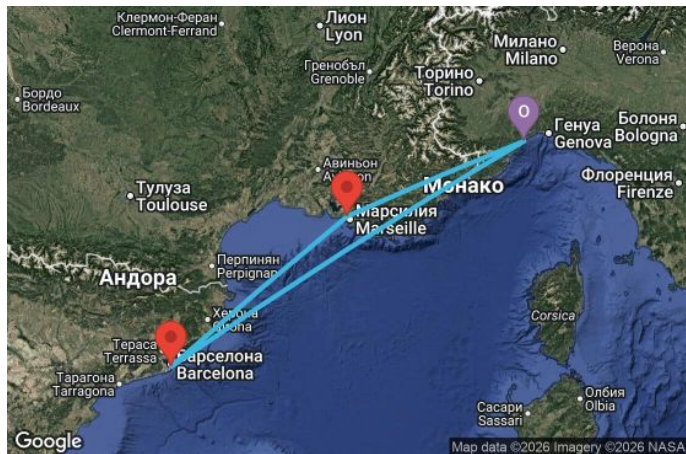 Клермон-Феран
Clermont-Ferrand
Лион
Lyon
Милано
Milano
Верона
Verona
Гренобъл
Grenoble
Торино
Torino
Бордо
Bordeaux
O
Генуа
Genova
Болоня
Bologna
Авиньон
Тулуза
Toulouse
Монако
Флоренция
Firenze
Марсилия
Marseille
Перпинян
Perpignan
Андора
Corsica
Тераса
Terrassa
Барселона
Barcelona
Тарагона
Tarragona
Олбия
Olbia
Сасари
Sassari
Google
Map data ©2026 Imagery ©2026 NASA